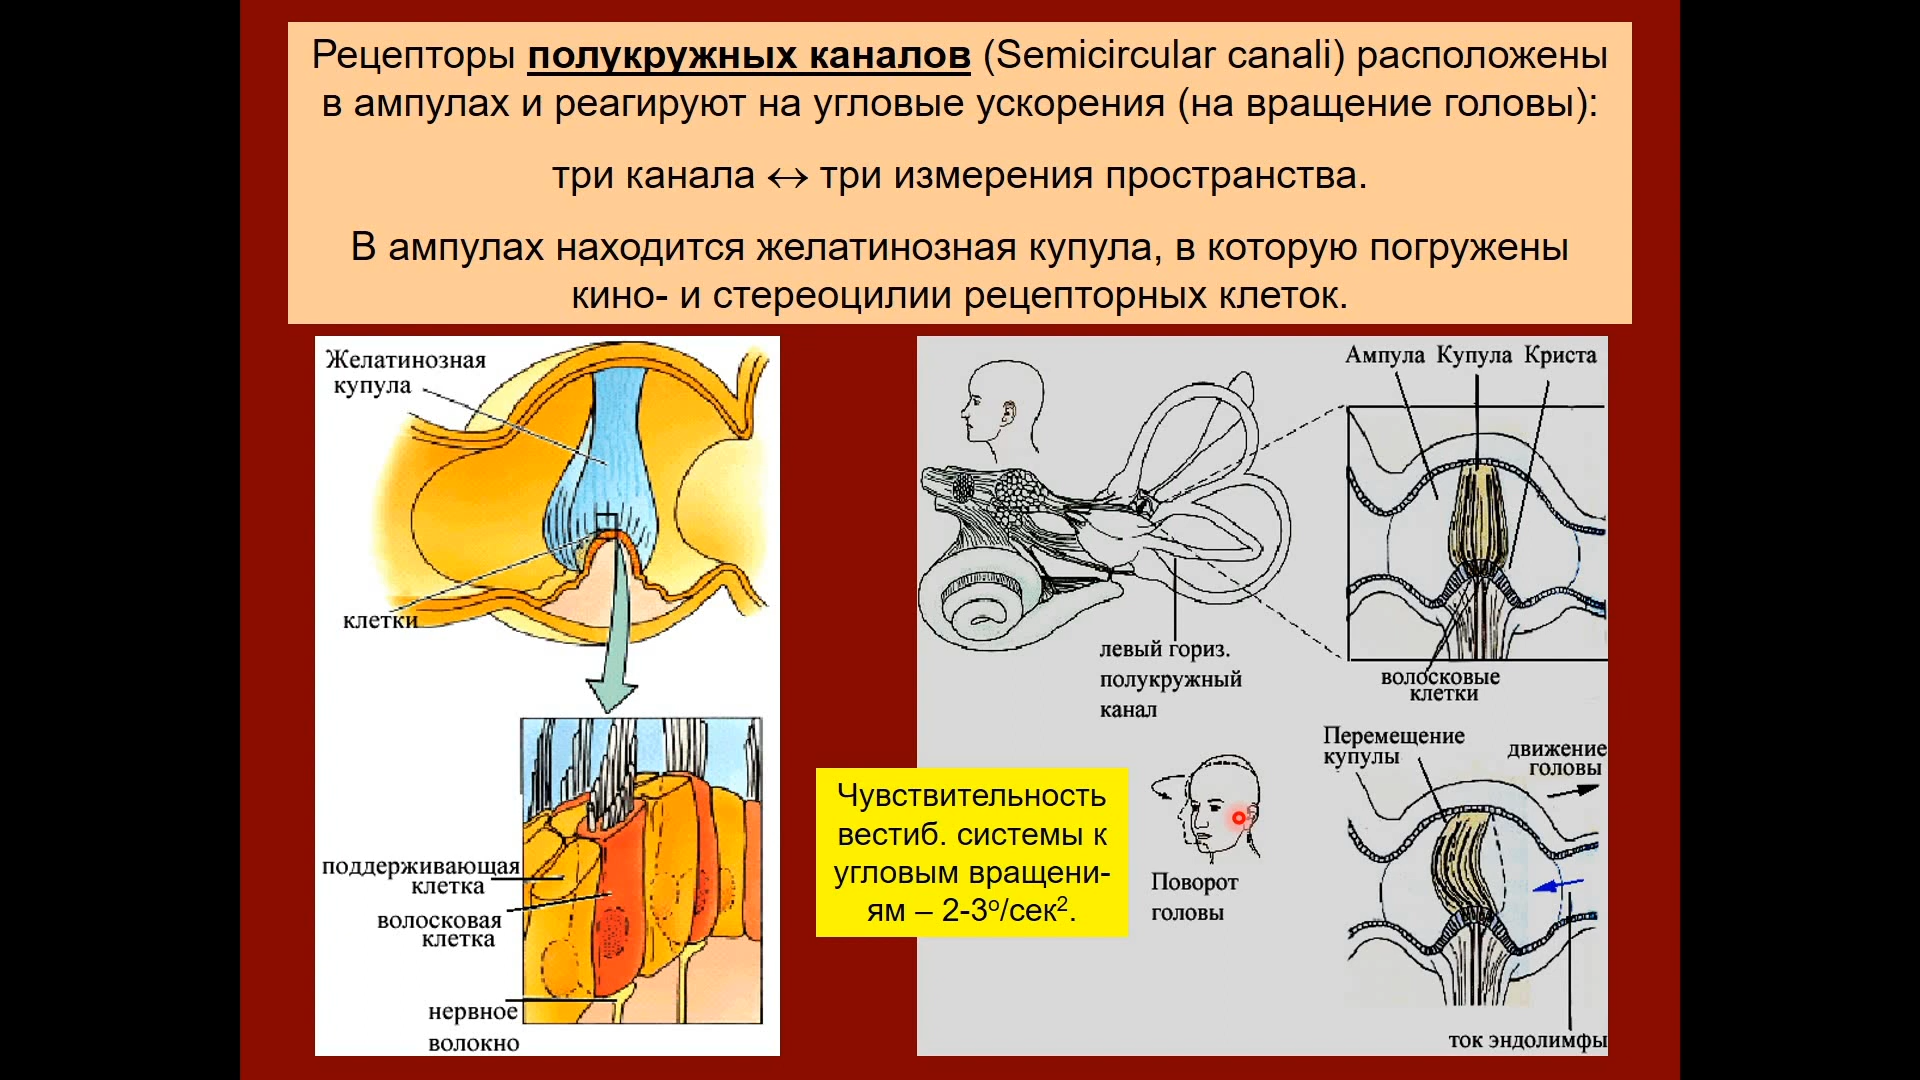 Рецепторы полукружных каналов (Semicircular canali) расположены
в ампулах и реагируют на угловые ускорения (на вращение головы):
три канала ↔ три измерения пространства.
В ампулах находится желатинозная купула, в которую погружены
кино- и стереоцилии рецепторных клеток.
Желатинозная
купула
клетки
поддерживающая
клетка
волосковая
клетка
нервное
волокно
Ампула Купула Криста
левый гориз.
полукружный
канал
волосковые
клетки
Чувствительность
вестиб. системы к
угловым вращени-
ям – 2-3º/сек².
Поворот
головы
Перемещение
купулы
движение
головы
ток эндолимфы